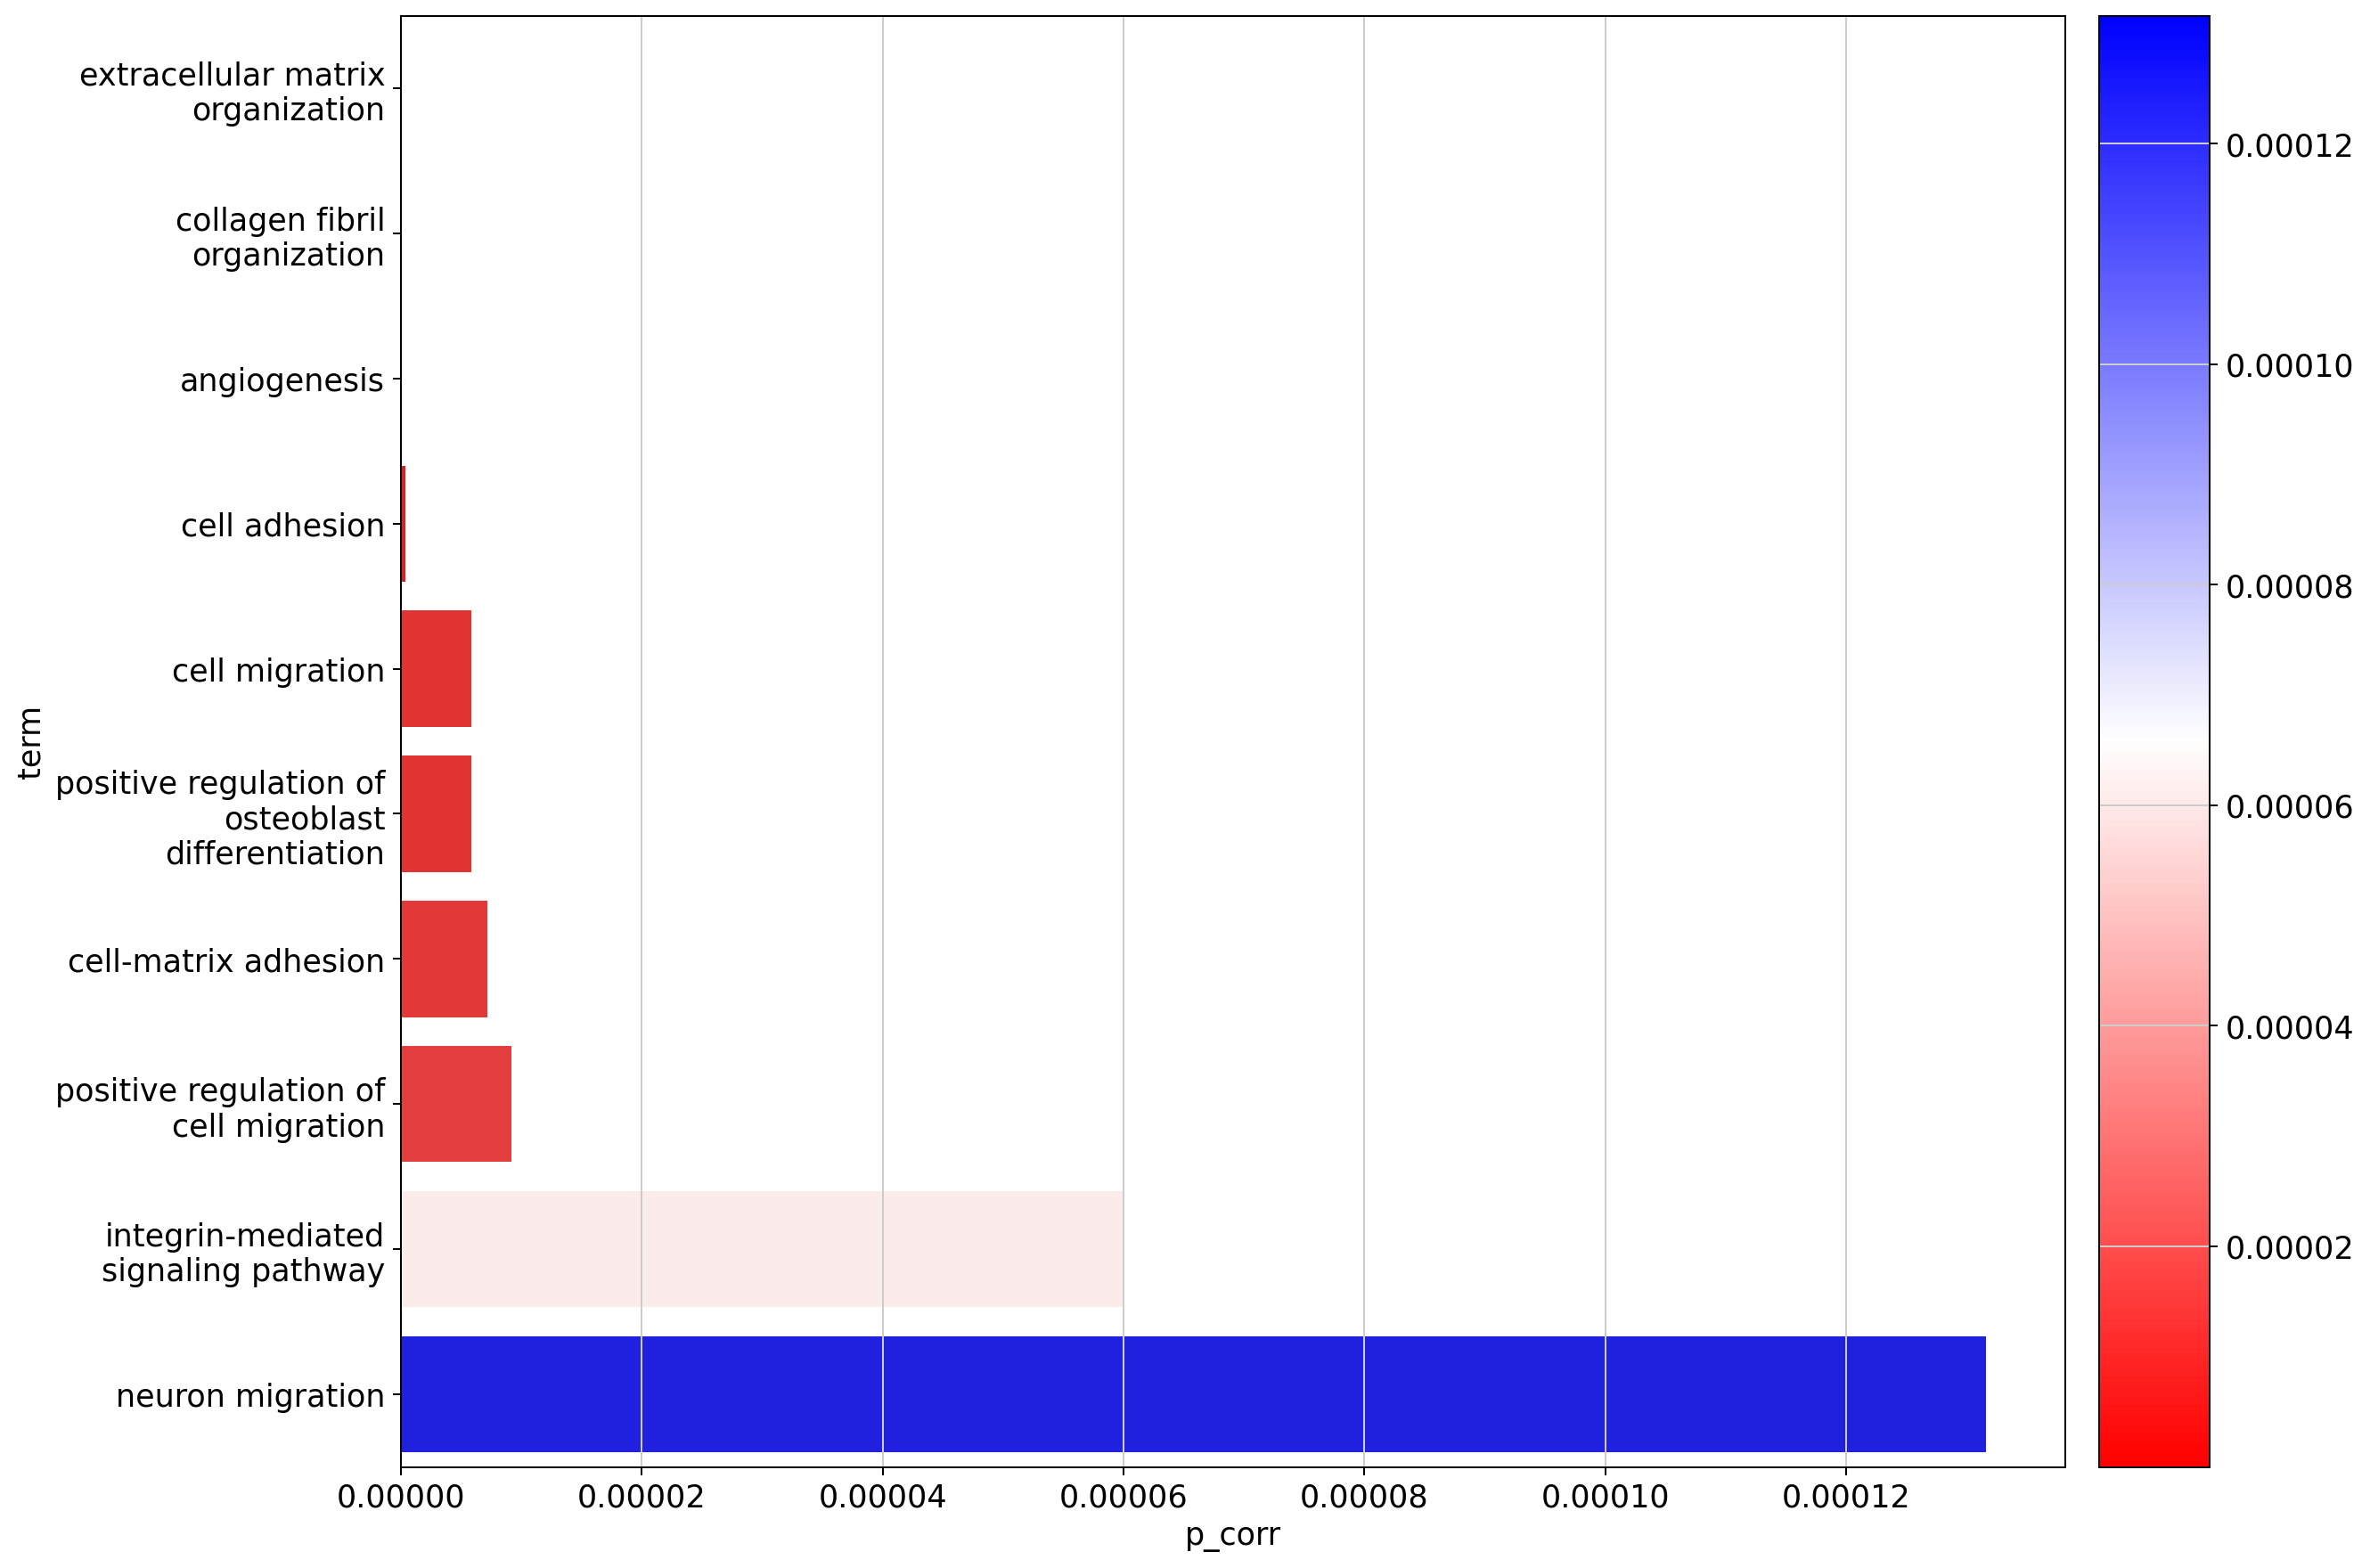 extracellular matrix
organization
collagen fibril
organization
angiogenesis
cell adhesion
cell migration
positive regulation of
osteoblast
differentiation
cell-matrix adhesion
positive regulation of
cell migration
integrin-mediated
signaling pathway
neuron migration
term
0.00000
0.00002
0.00004
0.00006
0.00008
0.00010
0.00012
p_corr
0.00012
0.00010
0.00008
0.00006
0.00004
0.00002